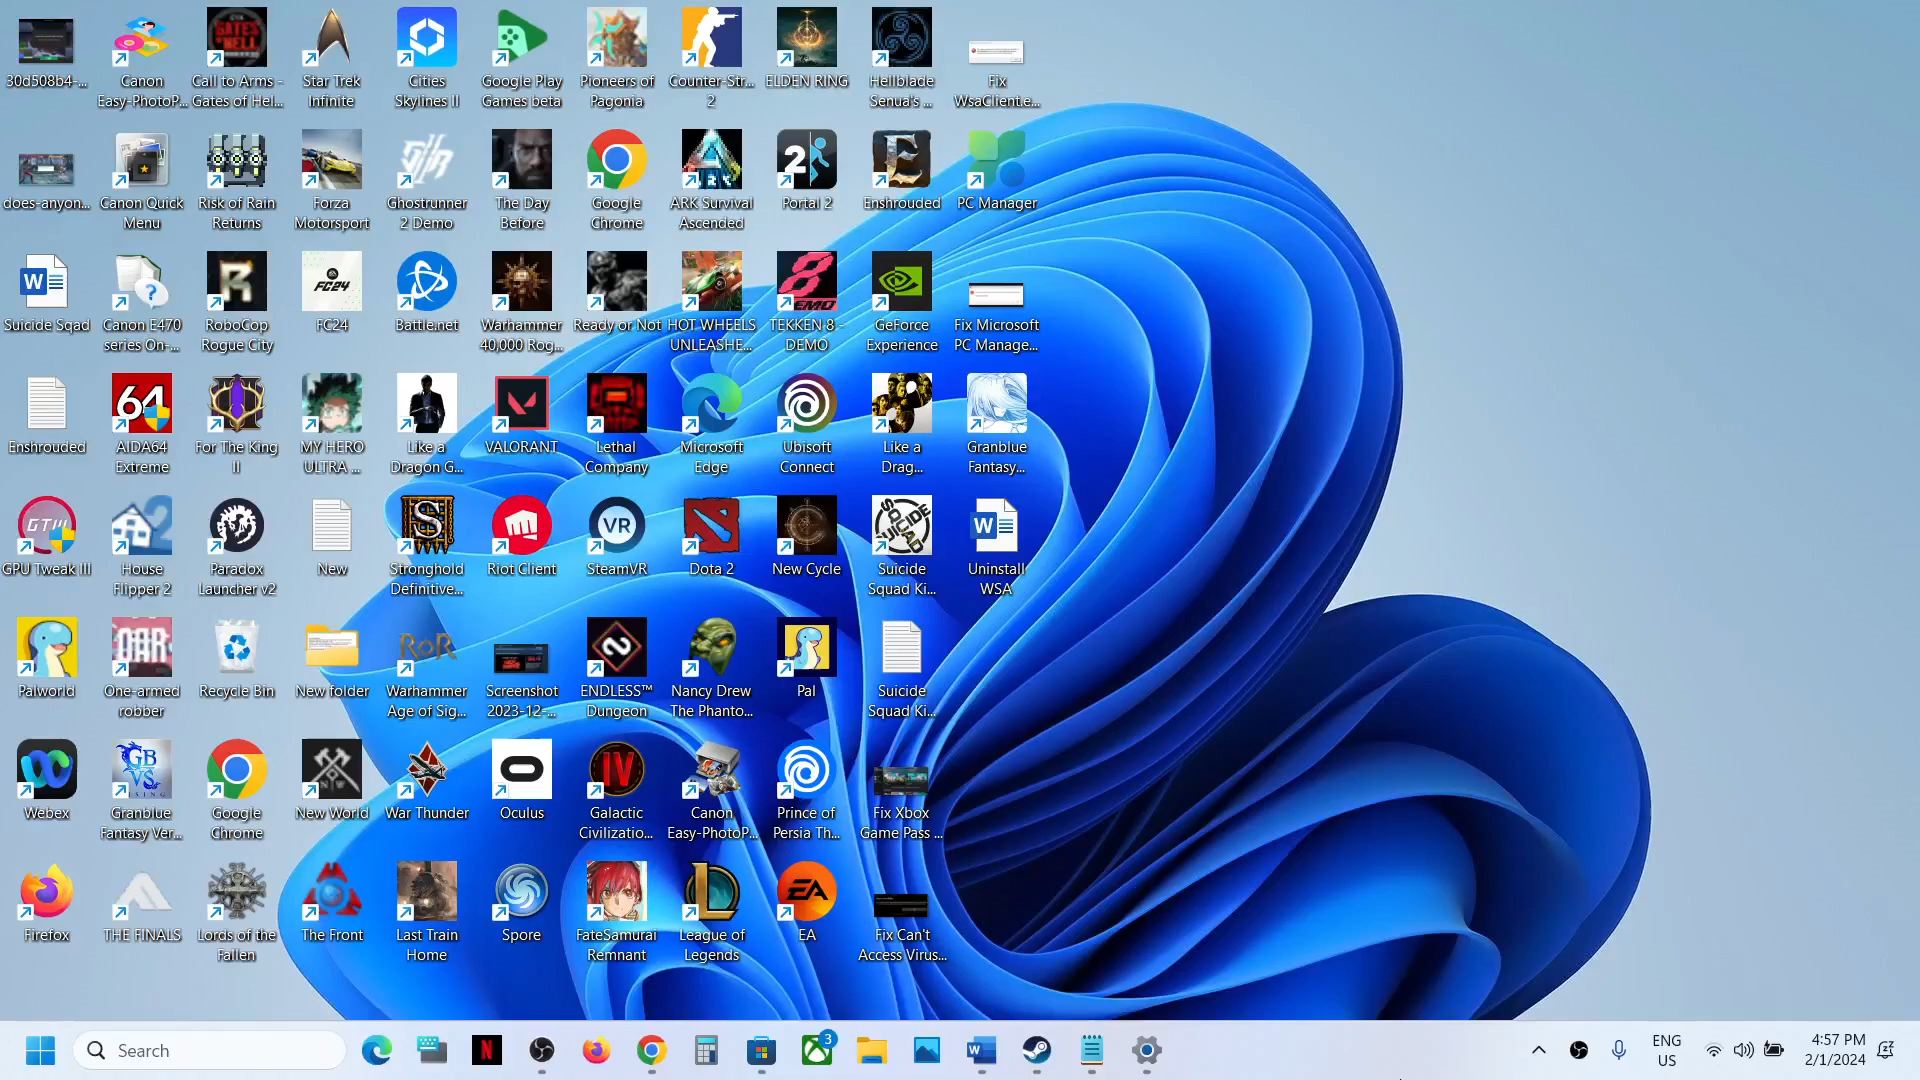 30d508b4-...
Canon
Easy-PhotoP...
Call to Arms -
Gates of Hel...
Star Trek
Infinite
Cities
Skylines II
Google Play
Games beta
Pioneers of
Pagonia
Counter-Str...
2
ELDEN RING
Hellblade
Senua's ...
Fix
WsaClient.e...
does-anyon...
Canon Quick
Menu
Risk of Rain
Returns
Forza
Motorsport
Ghostrunner
2 Demo
The Day
Before
Google
Chrome
ARK Survival
Ascended
Portal 2
Enshrouded
PC Manager
Suicide Sqad
Canon E470
series On-...
RoboCop
Rogue City
FC24
Battle.net
Warhammer
40,000 Rog...
Ready or Not
HOT WHEELS
UNLEASHE...
TEKKEN 8 -
DEMO
GeForce
Experience
Fix Microsoft
PC Manage...
Enshrouded
AIDA64
Extreme
For The King
II
MY HERO
ULTRA ...
Like a
Dragon G...
VALORANT
Lethal
Company
Microsoft
Edge
Ubisoft
Connect
Like a
Drag...
Granblue
Fantasy...
GPU Tweak III
House
Flipper 2
Paradox
Launcher v2
New
Stronghold
Definitive...
Riot Client
SteamVR
Dota 2
New Cycle
Suicide
Squad Ki...
Uninstall
WSA
Palworld
One-armed
robber
Recycle Bin
New folder
Warhammer
Age of Sig...
Screenshot
2023-12-...
ENDLESS™
Dungeon
Nancy Drew
The Phanto...
Pal
Suicide
Squad Ki...
Webex
Granblue
Fantasy Ver...
Google
Chrome
New World
War Thunder
Oculus
Galactic
Civilizatio...
Canon
Easy-PhotoP...
Prince of
Persia Th...
Fix Xbox
Game Pass ...
Firefox
THE FINALS
Lords of the
Fallen
The Front
Last Train
Home
Spore
FateSamurai
Remnant
League of
Legends
EA
Fix Can't
Access Virus...
Search
3
ENG
US
4:57 PM
2/1/2024